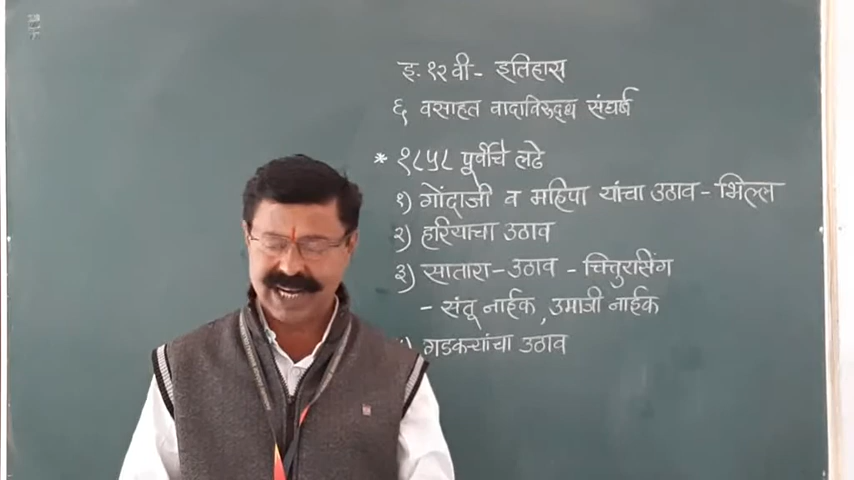 इ. १२ वी - इतिहास
६ वसाहत वादाविरुद्ध संघर्ष
* १८५८ पूर्वीचे लढे
१) गोंदाजी व महिपा यांचा उठाव - भिल्ल
२) हरियाचा उठाव
३) सातारा - उठाव - चित्तुरसिंग
- संतू नाईक, उमाजी नाईक
) गडकऱ्यांचा उठाव